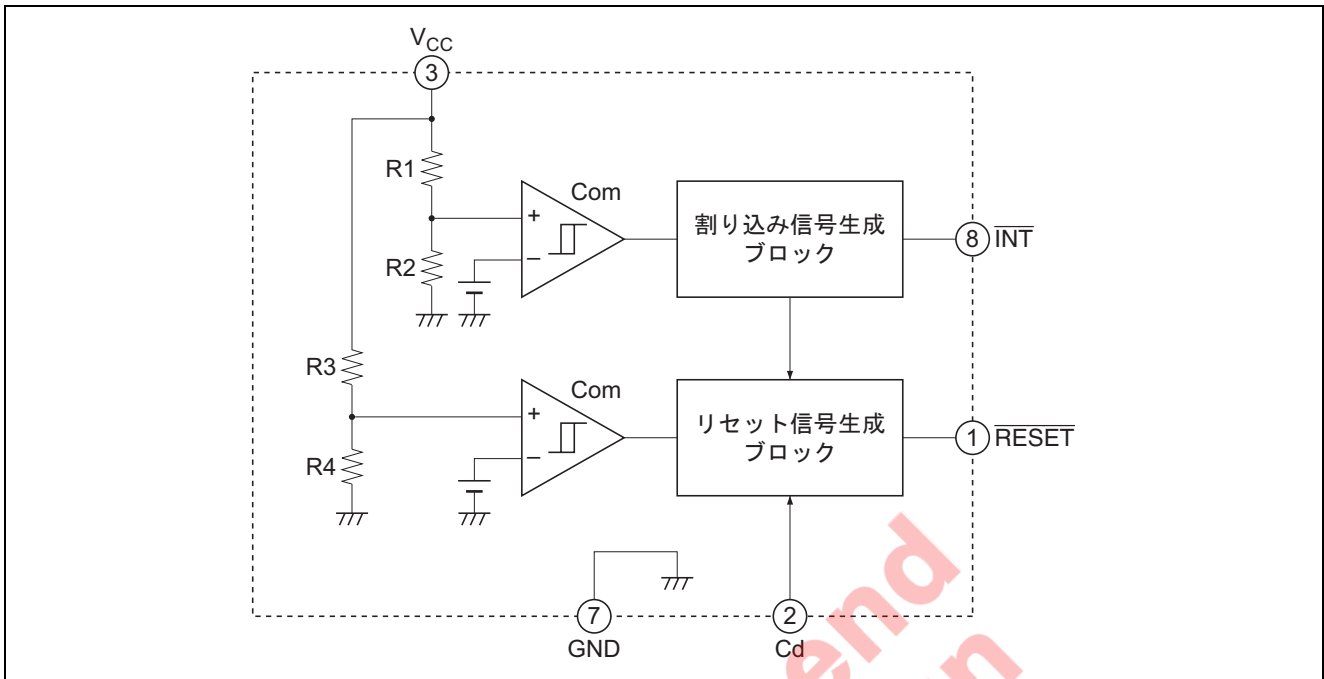 VCC
3
R1
Com
+
−
割り込み信号生成
ブロック
8 INT
R2
R3
Com
+
−
リセット信号生成
ブロック
1 RESET
R4
7
GND
2
Cd
end